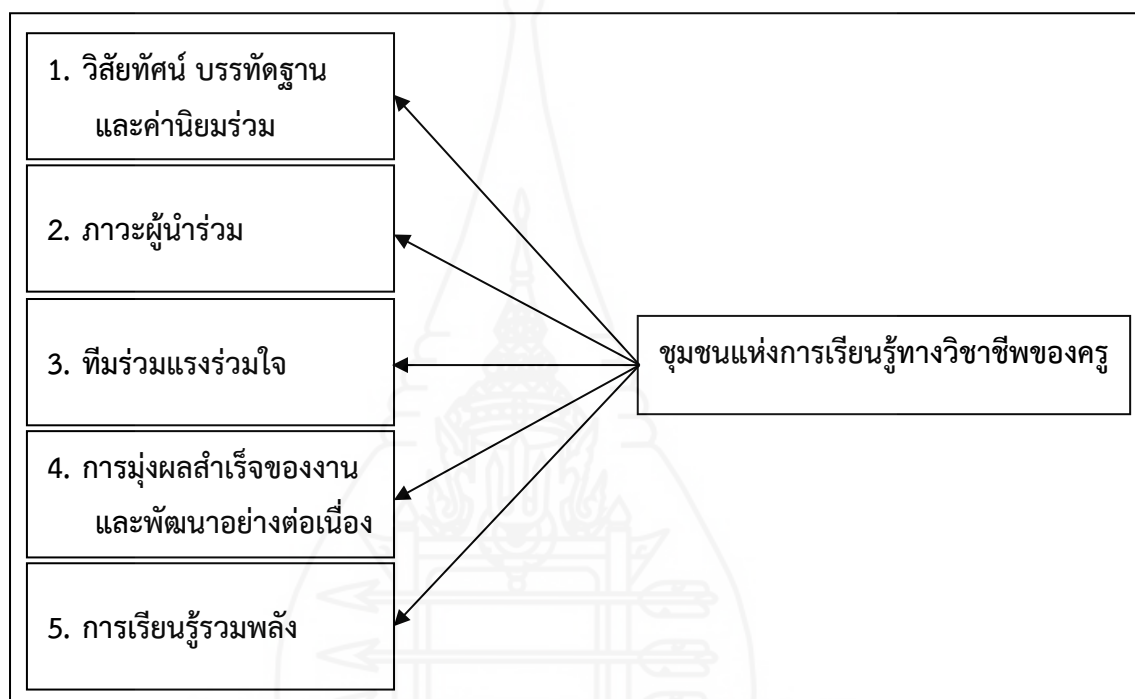 1. วิสัยทัศน์ บรรทัดฐาน
และค่านิยมร่วม
2. ภาวะผู้นำร่วม
3. ทีมร่วมแรงร่วมใจ
4. การมุ่งผลสำเร็จของงาน
และพัฒนาอย่างต่อเนื่อง
5. การเรียนรู้รวมพลัง
ชุมชนแห่งการเรียนรู้ทางวิชาชีพของครู